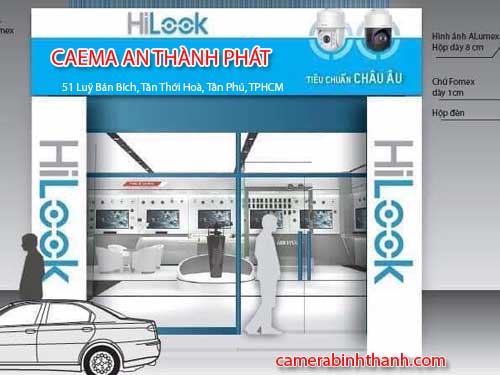 HiLook
CAEMA AN THÀNH PHÁT
51 Luỹ Bán Bích, Tân Thới Hoà, Tân Phú, TPHCM
TIÊU CHUẨN CHÂU ÂU
Hình ảnh ALumex
Hộp dày 8 cm
Chữ Fomex
dày 1cm
Hộp đèn
mex
HiLook
HiLook
camerabinhthanh.com